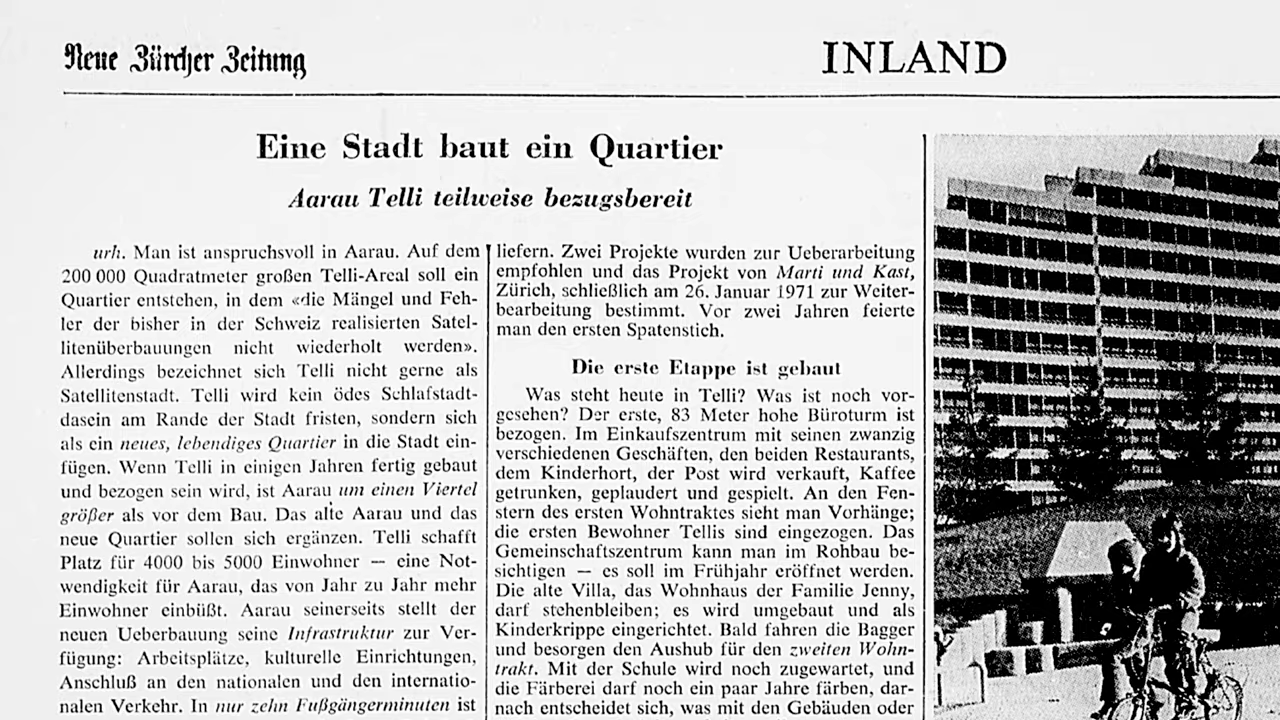 Neue Zürcher Zeitung
INLAND
Eine Stadt baut ein Quartier
Aarau Telli teilweise bezugsbereit
urh. Man ist anspruchsvoll in Aarau. Auf dem
200 000 Quadratmeter großen Telli-Areal soll ein
Quartier entstehen, in dem «die Mängel und Feh-
ler der bisher in der Schweiz realisierten Satel-
litenüberbauungen nicht wiederholt werden».
Allerdings bezeichnet sich Telli nicht gerne als
Satellitenstadt. Telli wird kein ödes Schlafstadt-
dasein am Rande der Stadt fristen, sondern sich
als ein neues, lebendiges Quartier in die Stadt ein-
fügen. Wenn Telli in einigen Jahren fertig gebaut
und bezogen sein wird, ist Aarau um einen Viertel
größer als vor dem Bau. Das alte Aarau und das
neue Quartier sollen sich ergänzen. Telli schafft
Platz für 4000 bis 5000 Einwohner — eine Not-
wendigkeit für Aarau, das von Jahr zu Jahr mehr
Einwohner einbüßt. Aarau seinerseits stellt der
neuen Ueberbauung seine Infrastruktur zur Ver-
fügung: Arbeitsplätze, kulturelle Einrichtungen,
Anschluß an den nationalen und den internatio-
nalen Verkehr. In nur zehn Fußgängerminuten ist
liefern. Zwei Projekte wurden zur Ueberarbeitung
empfohlen und das Projekt von Marti und Kast,
Zürich, schließlich am 26. Januar 1971 zur Weiter-
bearbeitung bestimmt. Vor zwei Jahren feierte
man den ersten Spatenstich.
Die erste Etappe ist gebaut
Was steht heute in Telli? Was ist noch vor-
gesehen? Der erste, 83 Meter hohe Büroturm ist
bezogen. Im Einkaufszentrum mit seinen zwanzig
verschiedenen Geschäften, den beiden Restaurants,
dem Kinderhort, der Post wird verkauft, Kaffee
getrunken, geplaudert und gespielt. An den Fen-
stern des ersten Wohntraktes sieht man Vorhänge;
die ersten Bewohner Tellis sind eingezogen. Das
Gemeinschaftszentrum kann man im Rohbau be-
sichtigen — es soll im Frühjahr eröffnet werden.
Die alte Villa, das Wohnhaus der Familie Jenny,
darf stehenbleiben; es wird umgebaut und als
Kinderkrippe eingerichtet. Bald fahren die Bagger
und besorgen den Aushub für den zweiten Wohn-
trakt. Mit der Schule wird noch zugewartet, und
die Färberei darf noch ein paar Jahre färben, dar-
nach entscheidet sich, was mit den Gebäuden oder